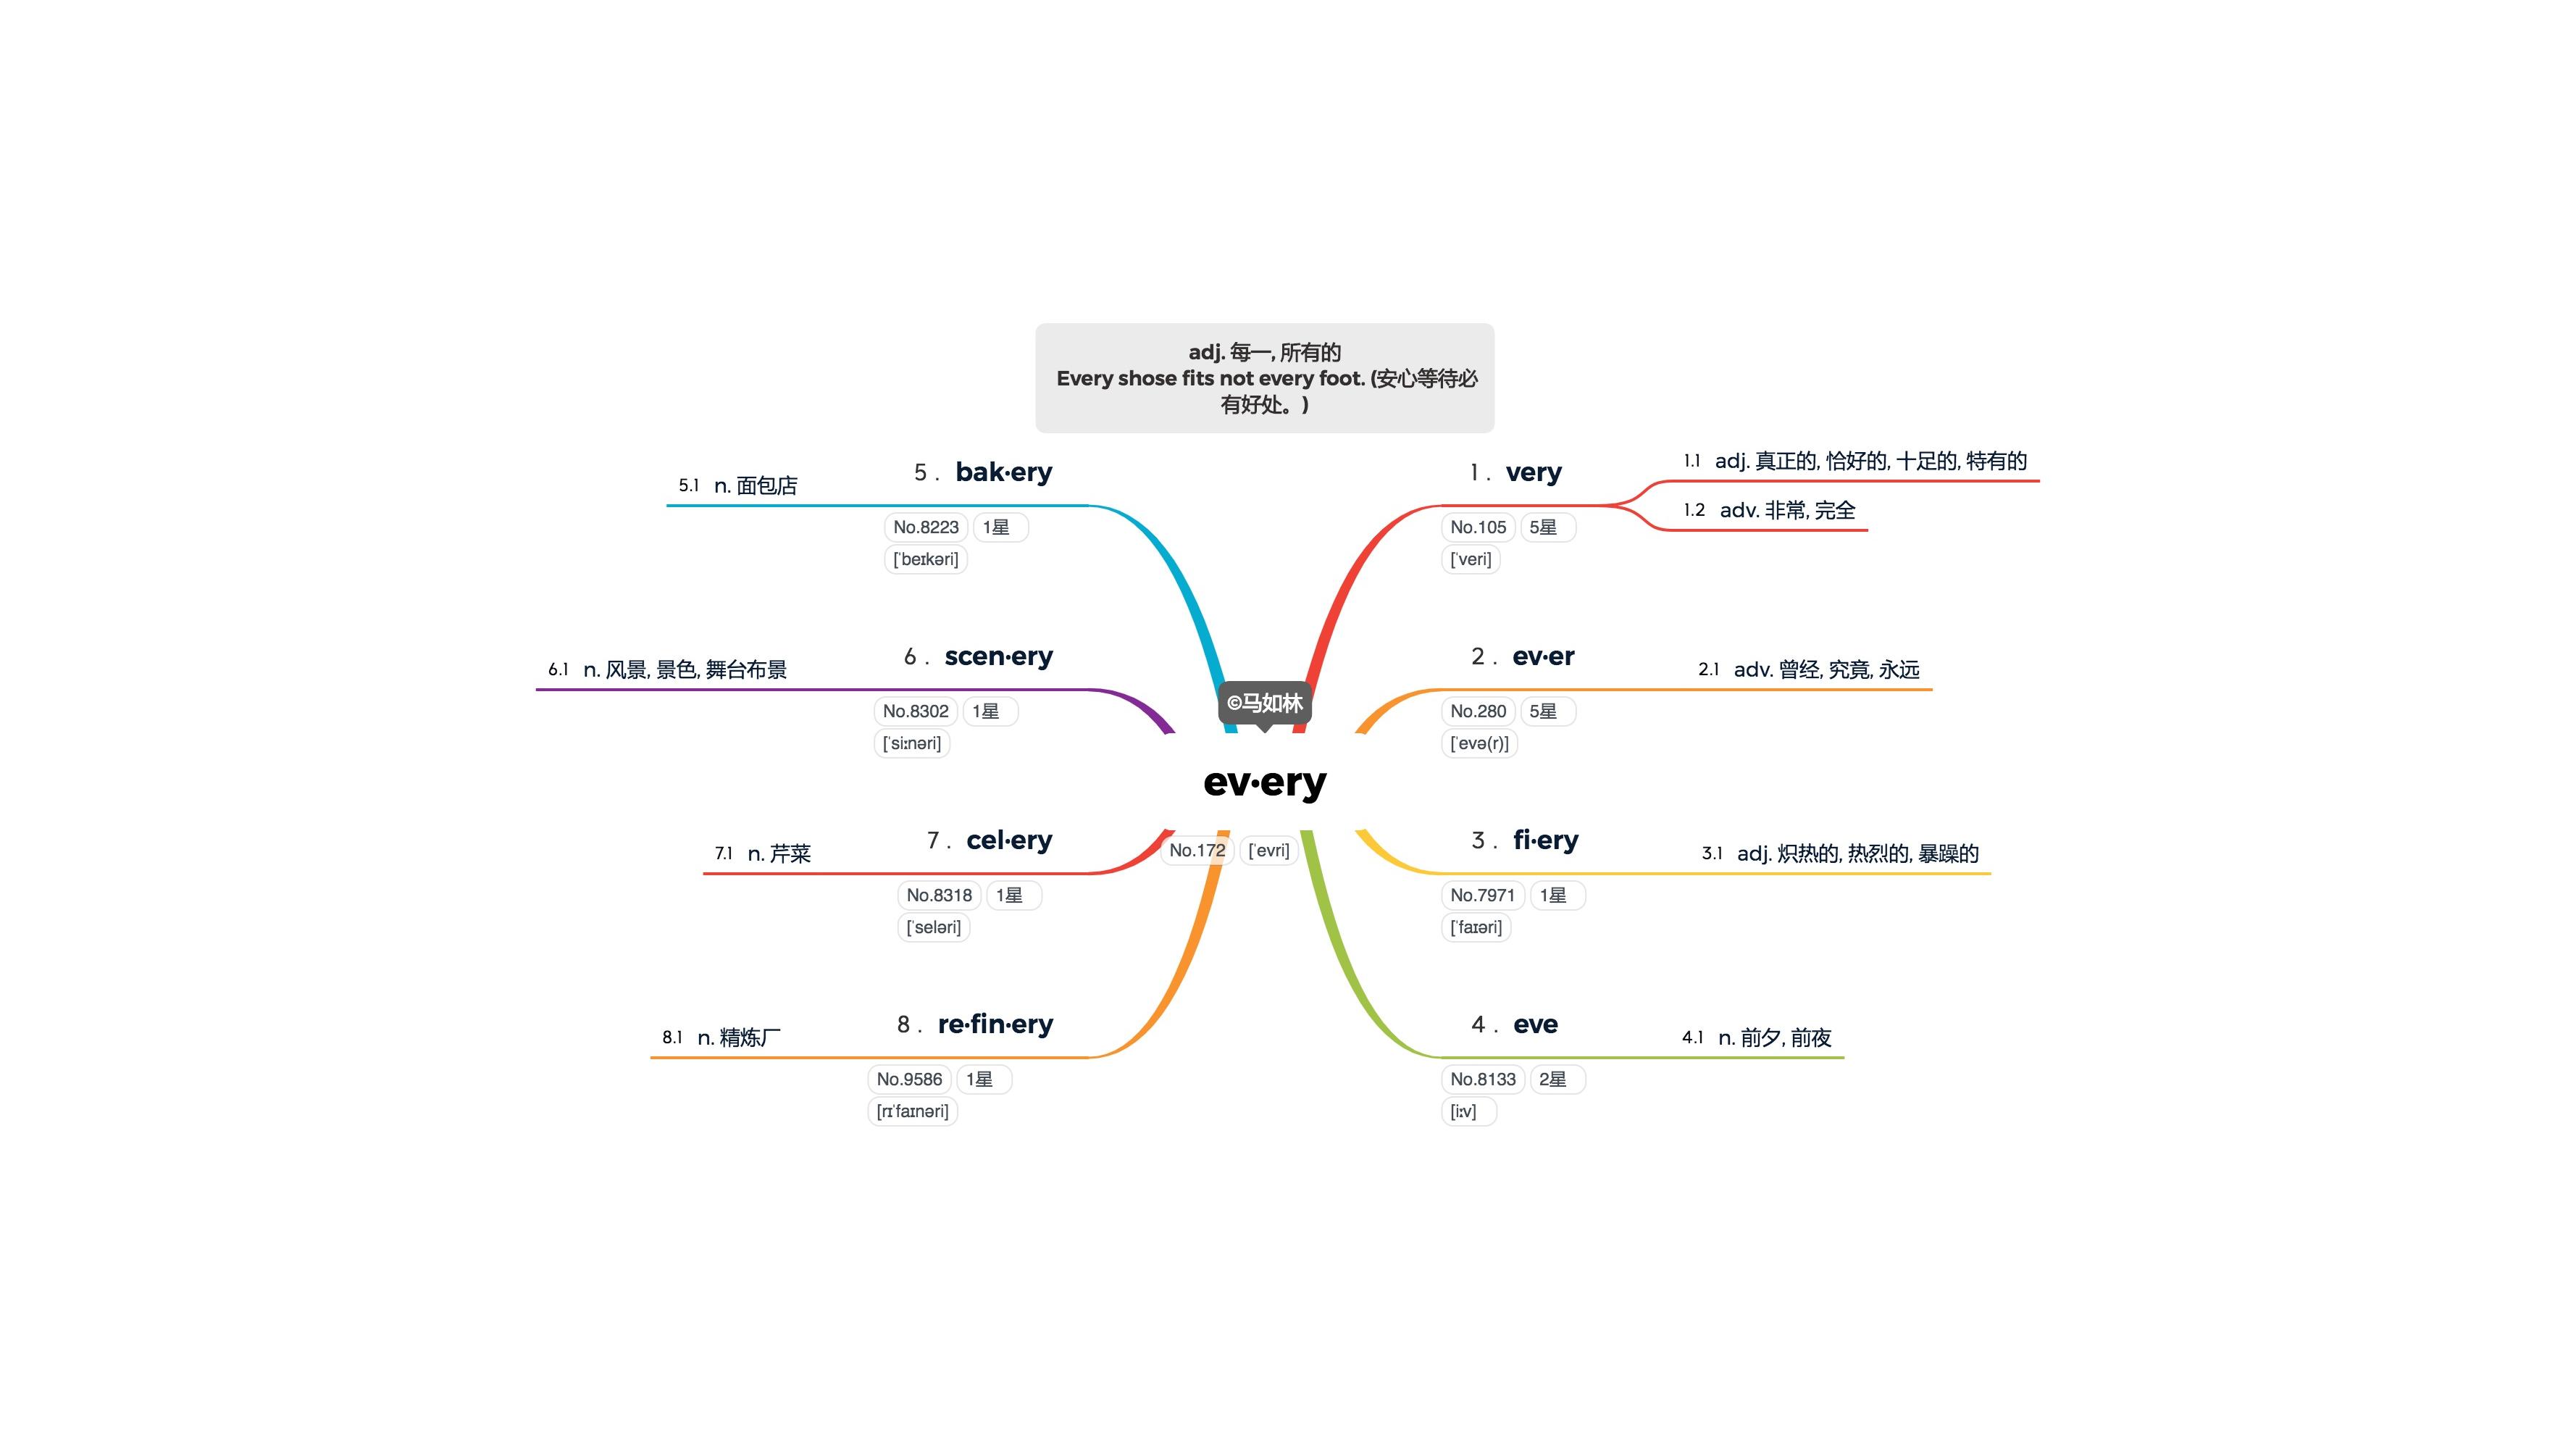 adj. 每一, 所有的
Every shose fits not every foot. (安心等待必
有好处。)
©马如林
ev·ery
No.172 [ˈevri]
1. very
No.105 5星
[ˈveri]
1.1 adj. 真正的, 恰好的, 十足的, 特有的
1.2 adv. 非常, 完全
2. ev·er
No.280 5星
[ˈevə(r)]
2.1 adv. 曾经, 究竟, 永远
3. fi·ery
No.7971 1星
[ˈfaɪəri]
3.1 adj. 炽热的, 热烈的, 暴躁的
4. eve
No.8133 2星
[iːv]
4.1 n. 前夕, 前夜
5. bak·ery
No.8223 1星
[ˈbeɪkəri]
5.1 n. 面包店
6. scen·ery
No.8302 1星
[ˈsiːnəri]
6.1 n. 风景, 景色, 舞台布景
7. cel·ery
No.8318 1星
[ˈseləri]
7.1 n. 芹菜
8. re·fin·ery
No.9586 1星
[rɪˈfaɪnəri]
8.1 n. 精炼厂